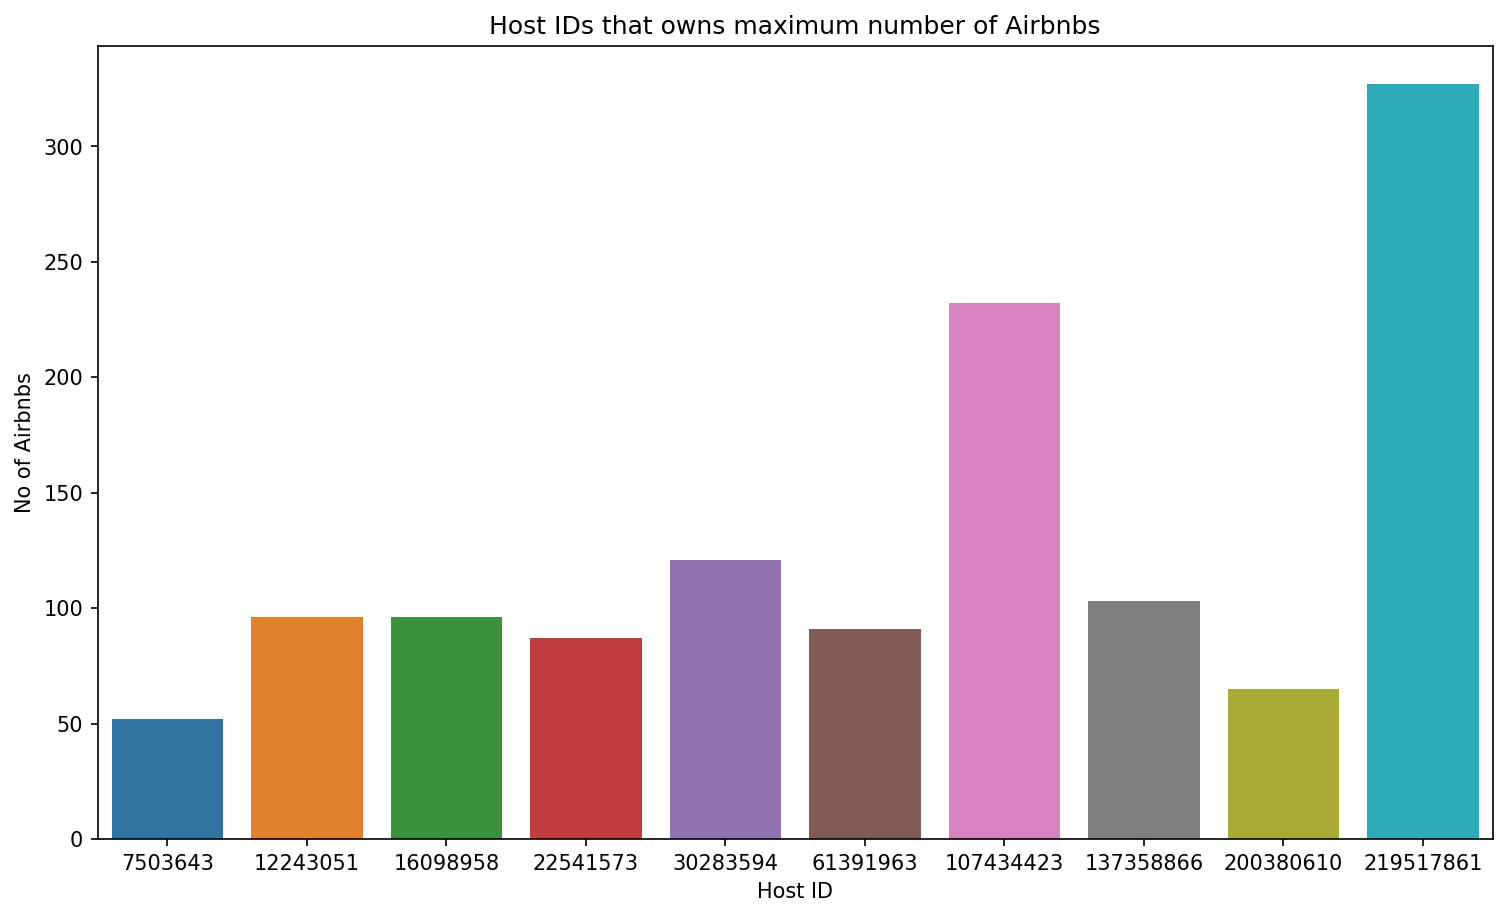 Host IDs that owns maximum number of Airbnbs
No of Airbnbs
300
250
200
150
100
50
0
7503643 12243051 16098958 22541573 30283594 61391963 107434423 137358866 200380610 219517861
Host ID